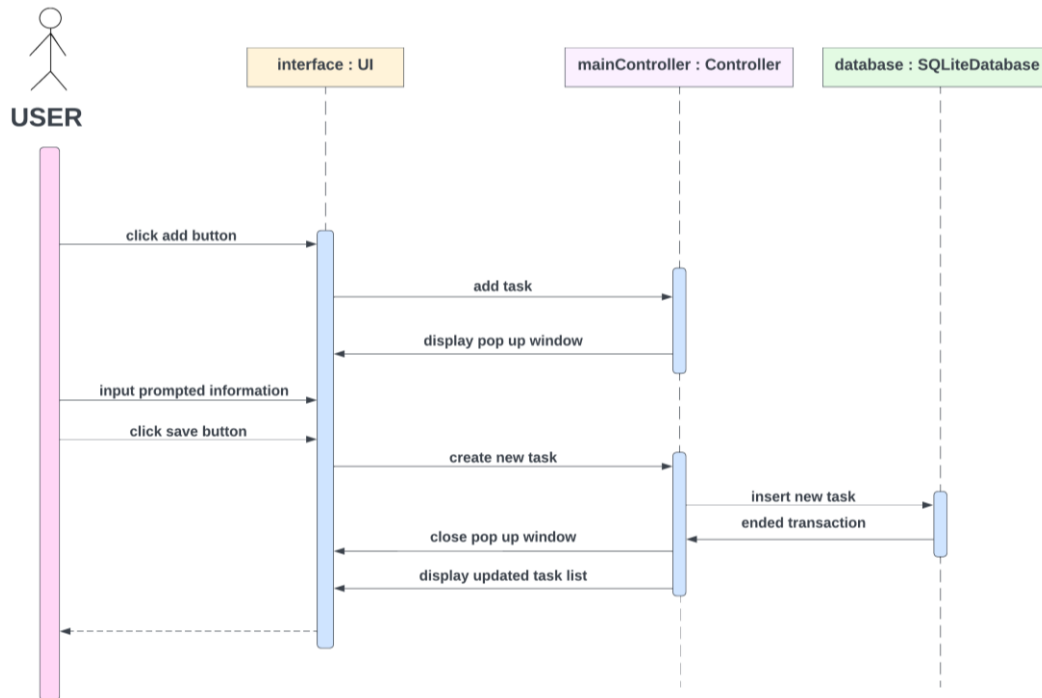 interface : UI
mainController : Controller
database : SQLiteDatabase
USER
click add button
add task
display pop up window
input prompted information
click save button
create new task
insert new task
ended transaction
close pop up window
display updated task list